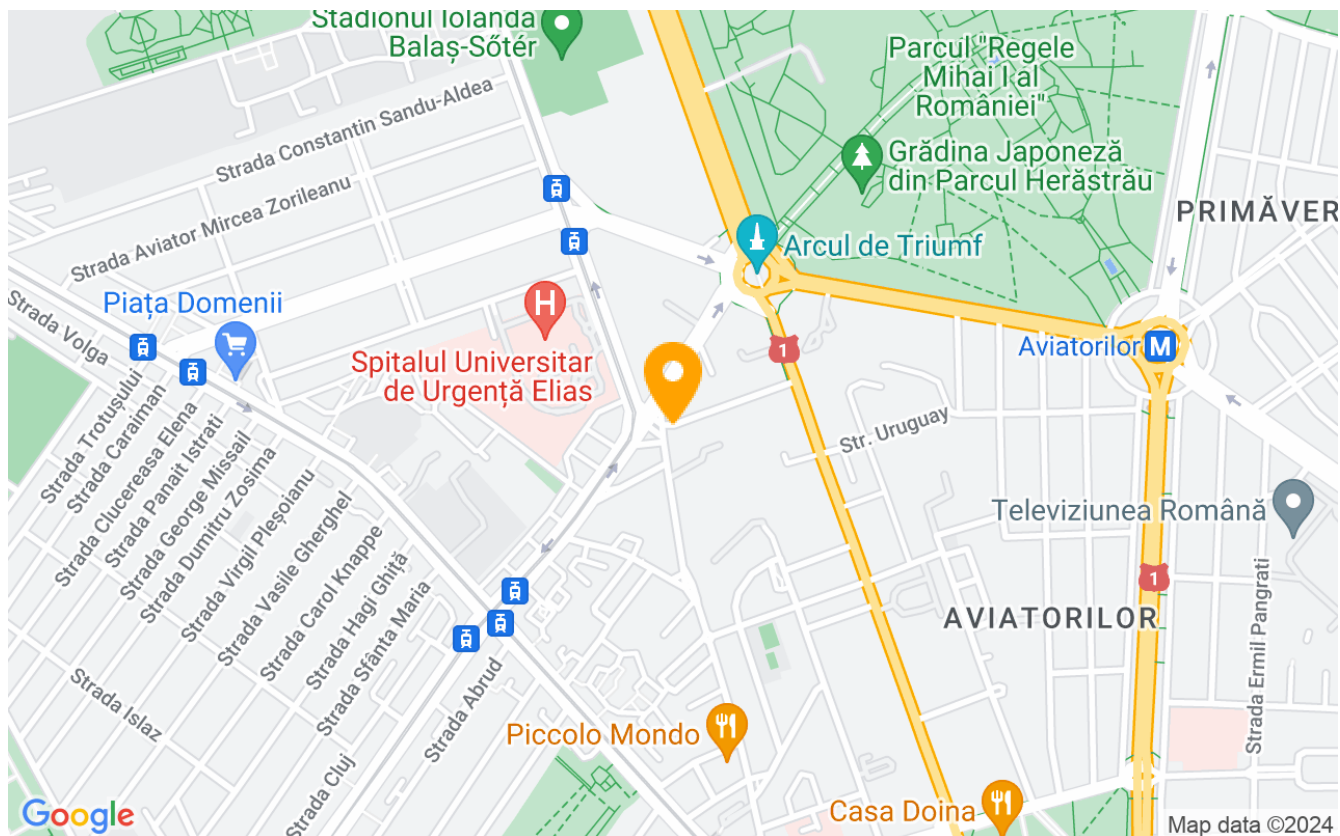 Stadionul Iolanda
Balaș-Sőtér
Parcul "Regele
Mihai I al
României"
Strada Constantin Sandu-Aldea
Grădina Japoneză
din Parcul Herăstrău
PRIMĂVER
Strada Aviator Mircea Zorileanu
Arcul de Triumf
Piața Domenii
H
Spitalul Universitar
de Urgență Elias
Strada Volga
1
Aviatorilor
M
Strada Trotușului
Strada Caraiman
Strada Clucereasa Elena
Strada Panait Istrati
Strada George Missail
Strada Dumitru Zosima
Strada Virgil Pleșoianu
Strada Vasile Gherghel
Strada Carol Knappe
Strada Hagi Ghiță
Strada Sfânta Maria
Str. Uruguay
Televiziunea Română
1
AVIATORILOR
Strada Ermil Pangrati
Strada Islaz
Strada Abrud
Strada Cluj
Piccolo Mondo
Casa Doina
Google
Map data ©2024